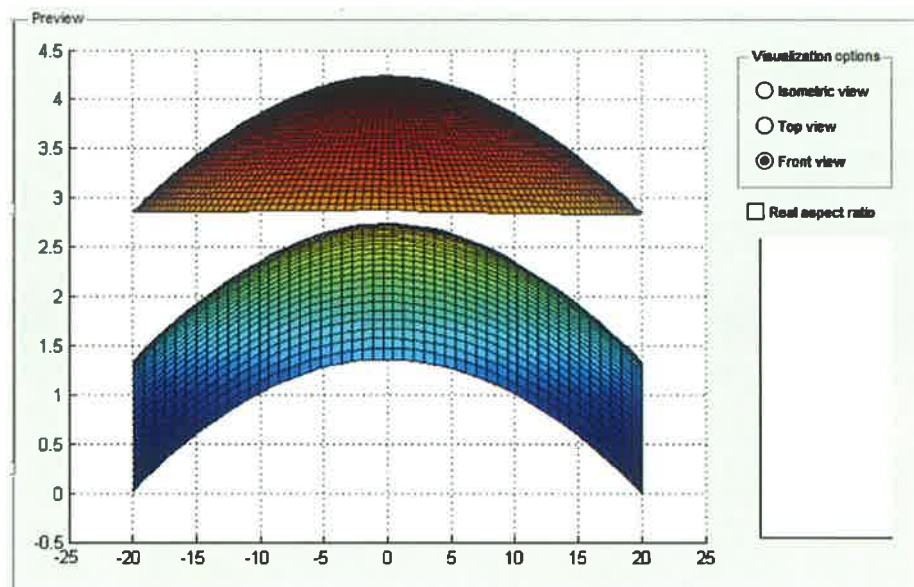 Preview
4.5
4
3.5
3
2.5
2
1.5
1
0.5
0
-0.5
-25 -20 -15 -10 -5 0 5 10 15 20 25
Visualization options
Isometric view
Top view
Front view
Real aspect ratio